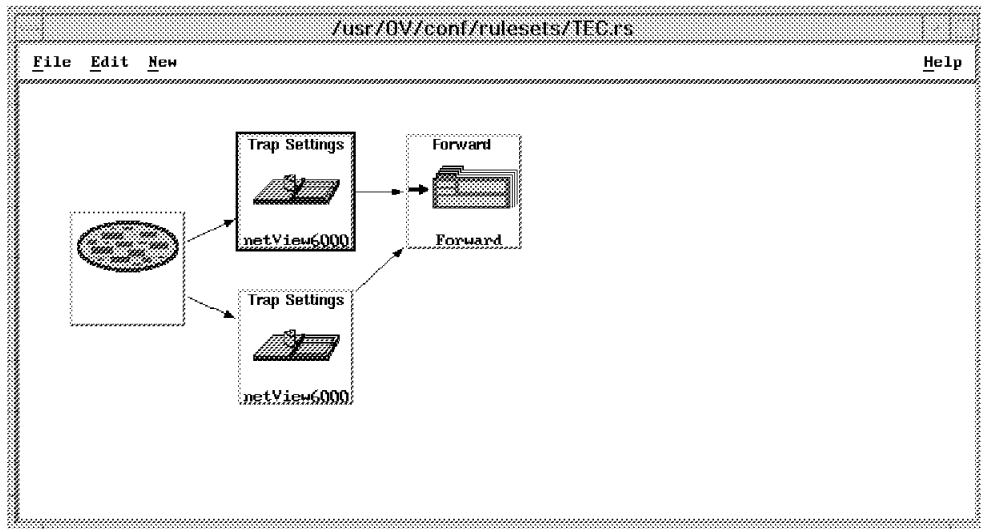 /usr/OV/conf/rulesets/TEC.rs
File Edit New Help
Trap Settings
netView6000
Forward
Forward
Trap Settings
netView6000